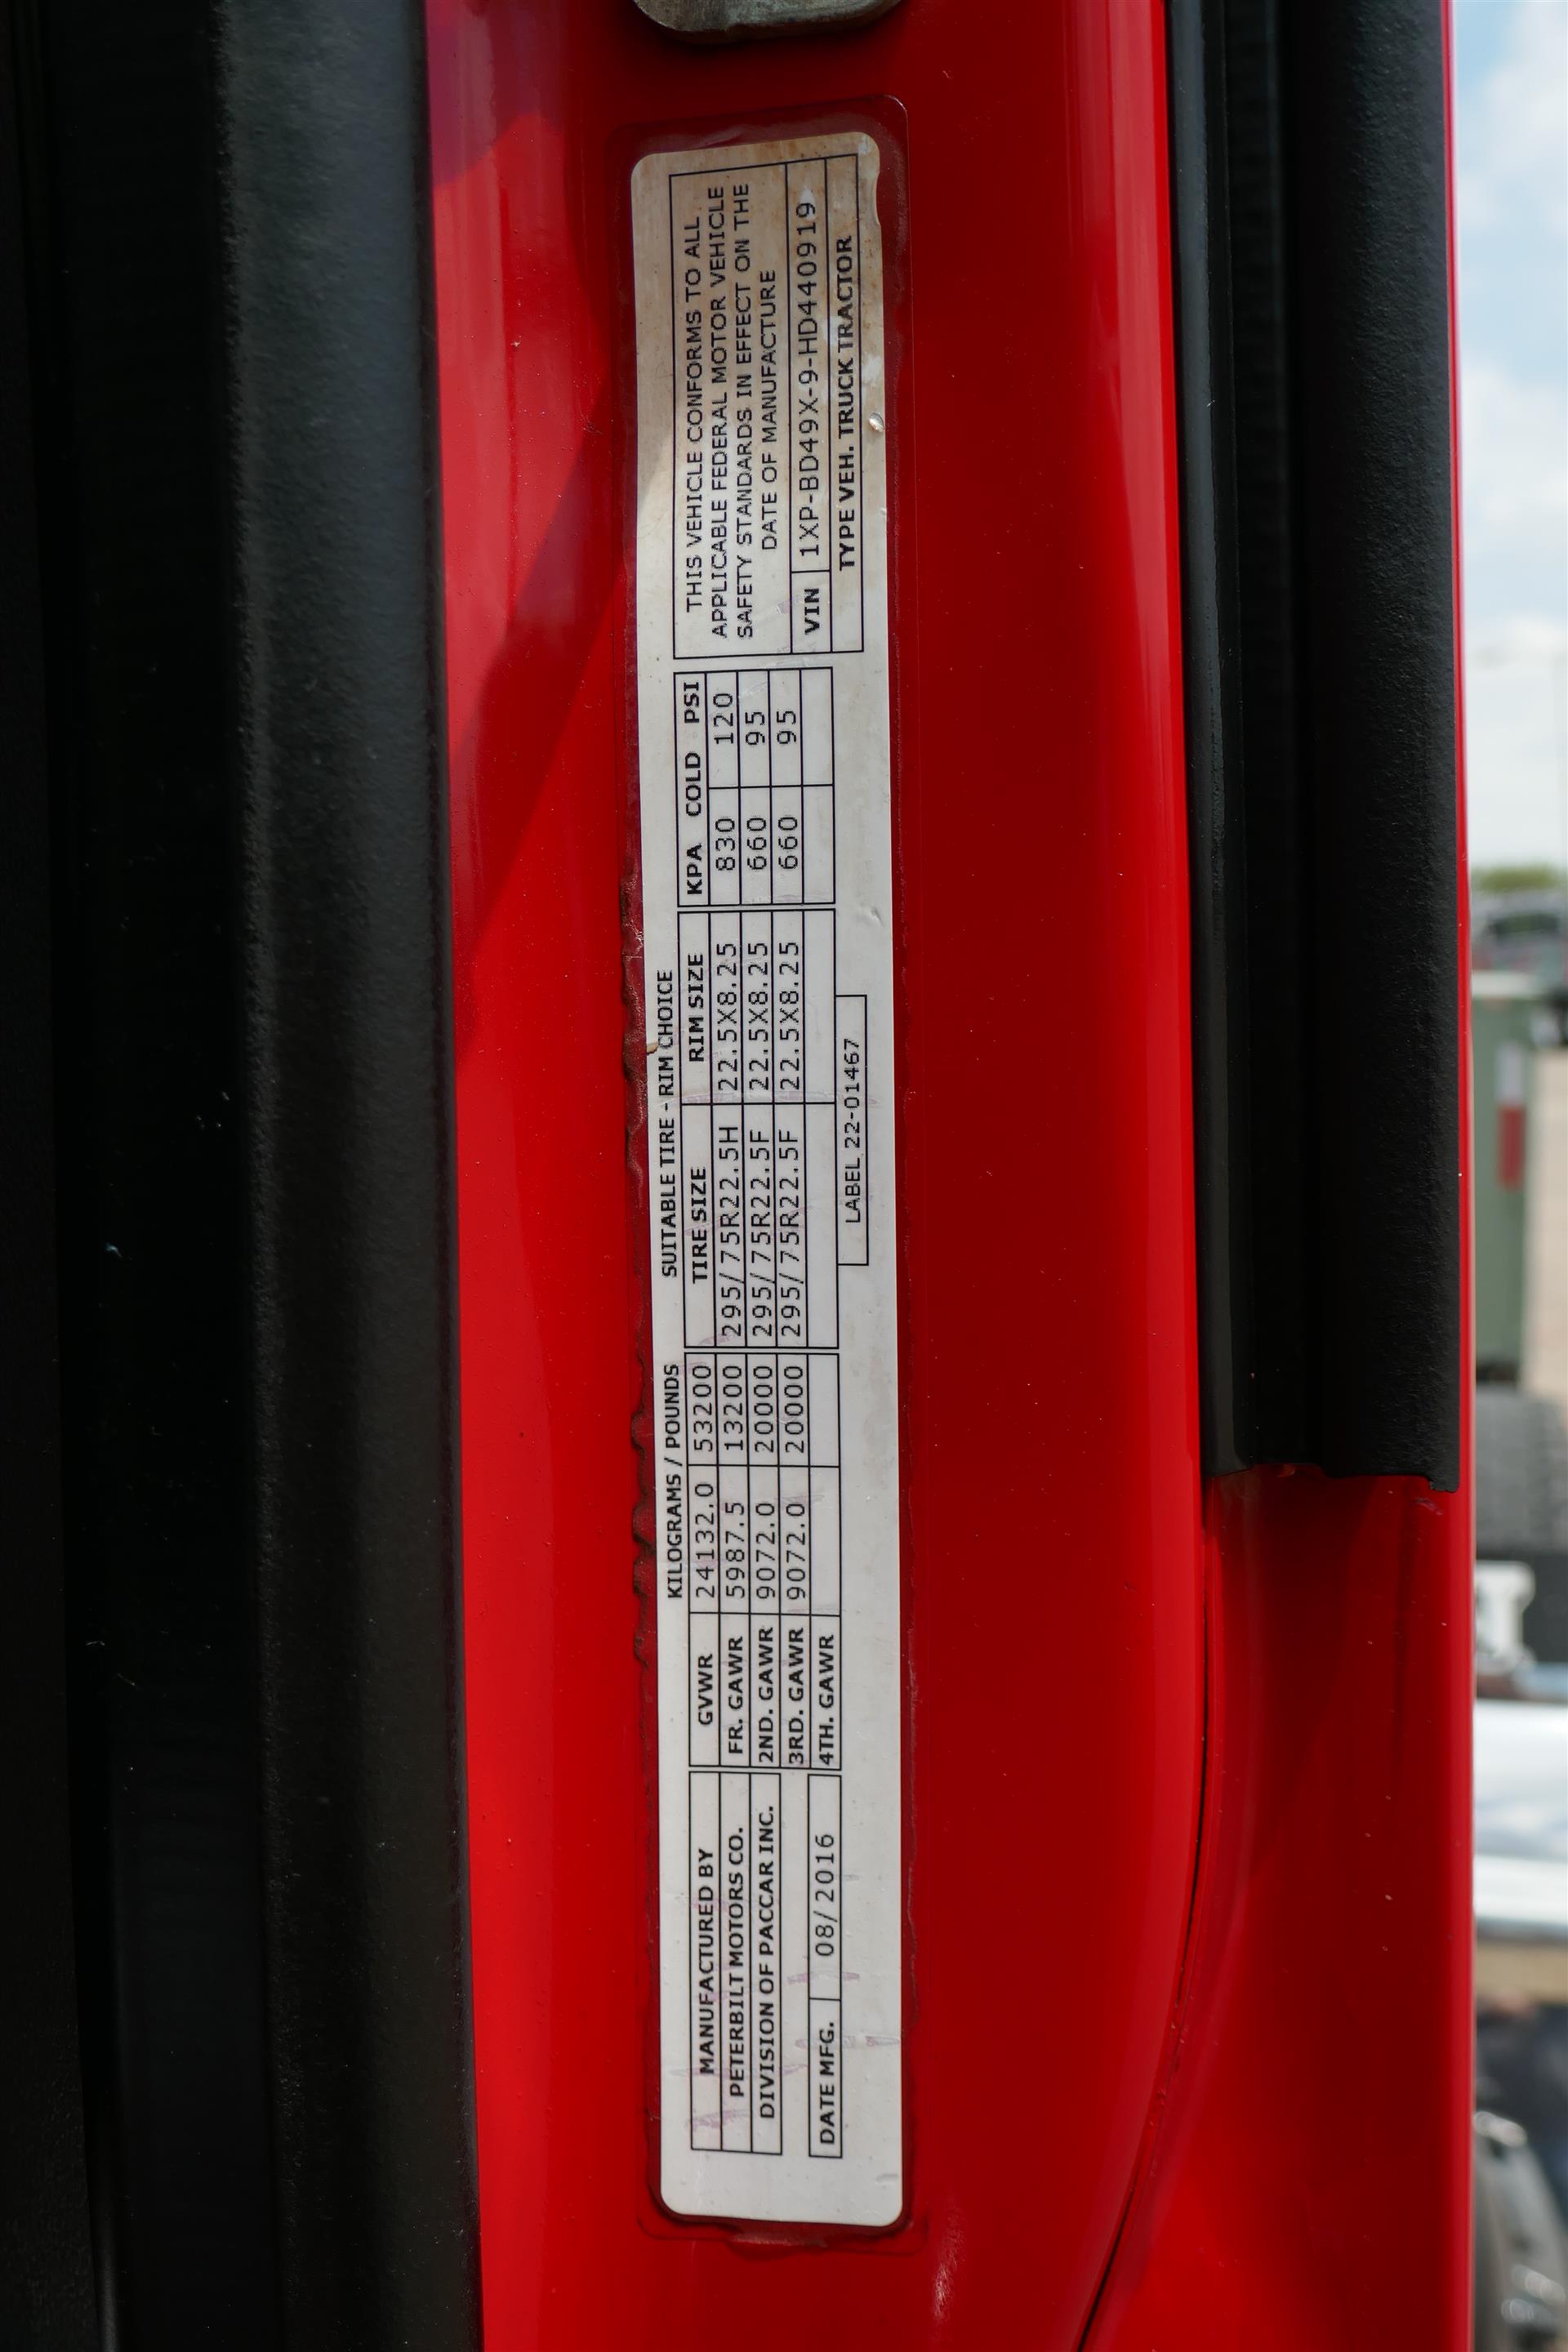 MANUFACTURED BY
PETERBILT MOTORS CO.
DIVISION OF PACCAR INC.
DATE MFG. 08/2016
KILOGRAMS / POUNDS
GVWR 24132.0 53200
FR. GAWR 5987.5 13200
2ND. GAWR 9072.0 20000
3RD. GAWR 9072.0 20000
4TH. GAWR
SUITABLE TIRE - RIM CHOICE
TIRE SIZE RIM SIZE KPA COLD PSI
295/75R22.5H 22.5X8.25 830 120
295/75R22.5F 22.5X8.25 660 95
295/75R22.5F 22.5X8.25 660 95
LABEL 22-01467
THIS VEHICLE CONFORMS TO ALL
APPLICABLE FEDERAL MOTOR VEHICLE
SAFETY STANDARDS IN EFFECT ON THE
DATE OF MANUFACTURE
VIN 1XP-BD49X-9-HD440919
TYPE VEH. TRUCK TRACTOR